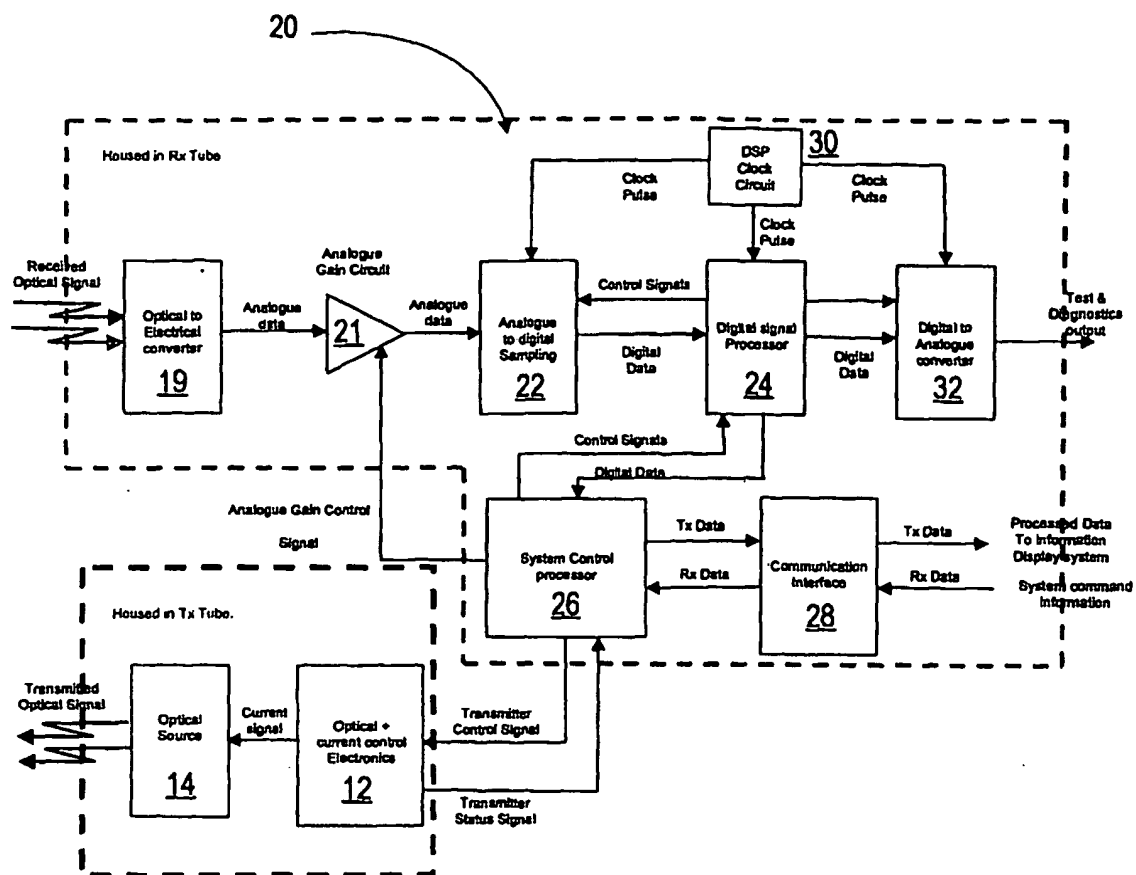 20
Housed in Rx Tube
DSP
Clock
Circuit
30
Clock
Pulse
Clock
Pulse
Clock
Pulse
Received
Optical Signal
Analogue
Gain Circuit
Optical to
Electrical
converter
19
Analogue
data
21
Analogue
data
Analogue
to digital
Sampling
22
Control Signals
Digital
Data
Digital signal
Processor
24
Digital
Data
Digital to
Analogue
converter
32
Test &
Diagnostics
output
Control Signals
Digital Data
Analogue Gain Control
Signal
System Control
processor
26
Tx Data
Rx Data
Communication
Interface
28
Tx Data
Rx Data
Processed Data
To Information
Display system
System command
Information
Housed in Tx Tube.
Transmitted
Optical Signal
Optical
Source
14
Current
signal
Optical +
current control
Electronics
12
Transmitter
Control Signal
Transmitter
Status Signal